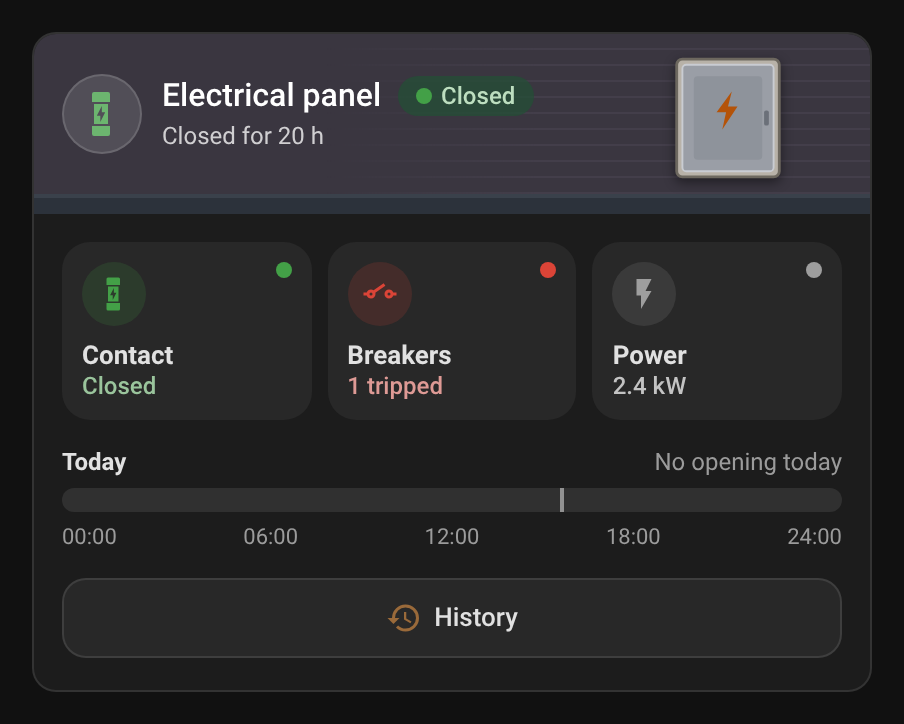 Electrical panel
Closed
Closed for 20 h
Contact
Closed
Breakers
1 tripped
Power
2.4 kW
Today
No opening today
00:00 06:00 12:00 18:00 24:00
History